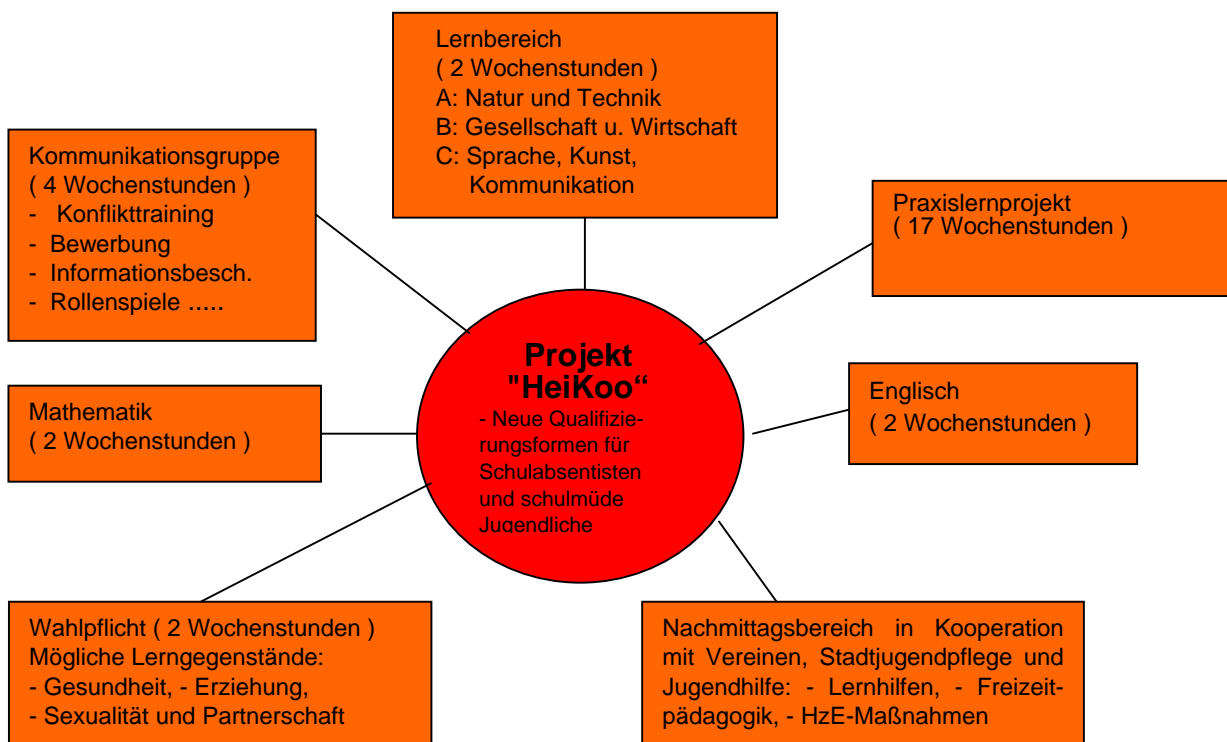 Lernbereich
( 2 Wochenstunden )
A: Natur und Technik
B: Gesellschaft u. Wirtschaft
C: Sprache, Kunst,
Kommunikation
Kommunikationsgruppe
( 4 Wochenstunden )
- Konflikttraining
- Bewerbung
- Informationsbesch.
- Rollenspiele .....
Praxislernprojekt
( 17 Wochenstunden )
Projekt
"HeiKoo“
- Neue Qualifizie-
rungsformen für
Schulabsentisten
und schulmüde
Jugendliche
Mathematik
( 2 Wochenstunden )
Englisch
( 2 Wochenstunden )
Wahlpflicht ( 2 Wochenstunden )
Mögliche Lerngegenstände:
- Gesundheit, - Erziehung,
- Sexualität und Partnerschaft
Nachmittagsbereich in Kooperation
mit Vereinen, Stadtjugendpflege und
Jugendhilfe: - Lernhilfen, - Freizeit-
pädagogik, - HzE-Maßnahmen